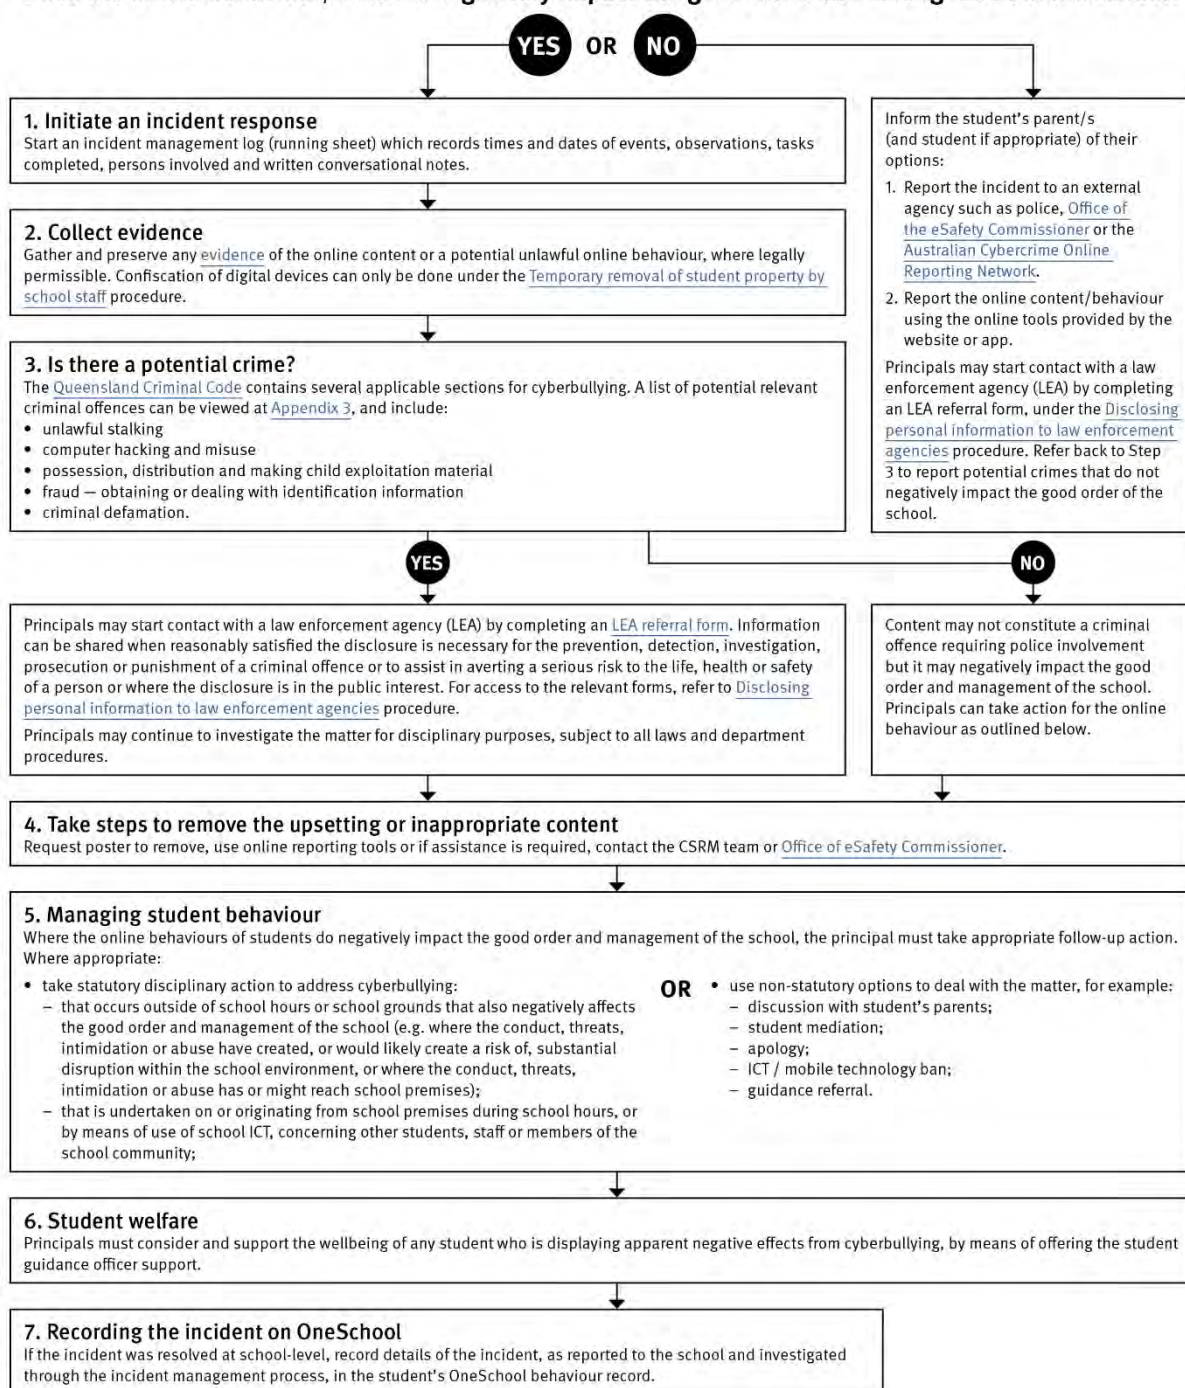 YES OR NO
1. Initiate an incident response
Start an incident management log (running sheet) which records times and dates of events, observations, tasks
completed, persons involved and written conversational notes.
2. Collect evidence
Gather and preserve any evidence of the online content or a potential unlawful online behaviour, where legally
permissible. Confiscation of digital devices can only be done under the Temporary removal of student property by
school staff procedure.
3. Is there a potential crime?
The Queensland Criminal Code contains several applicable sections for cyberbullying. A list of potential relevant
criminal offences can be viewed at Appendix 3, and include:
• unlawful stalking
• computer hacking and misuse
• possession, distribution and making child exploitation material
• fraud — obtaining or dealing with identification information
• criminal defamation.
Inform the student's parent/s
(and student if appropriate) of their
options:
1. Report the incident to an external
agency such as police, Office of
the eSafety Commissioner or the
Australian Cybercrime Online
Reporting Network.
2. Report the online content/behaviour
using the online tools provided by the
website or app.
Principals may start contact with a law
enforcement agency (LEA) by completing
an LEA referral form, under the Disclosing
personal information to law enforcement
agencies procedure. Refer back to Step
3 to report potential crimes that do not
negatively impact the good order of the
school.
YES
NO
Principals may start contact with a law enforcement agency (LEA) by completing an LEA referral form. Information
can be shared when reasonably satisfied the disclosure is necessary for the prevention, detection, investigation,
prosecution or punishment of a criminal offence or to assist in averting a serious risk to the life, health or safety
of a person or where the disclosure is in the public interest. For access to the relevant forms, refer to Disclosing
personal information to law enforcement agencies procedure.
Principals may continue to investigate the matter for disciplinary purposes, subject to all laws and department
procedures.
Content may not constitute a criminal
offence requiring police involvement
but it may negatively impact the good
order and management of the school.
Principals can take action for the online
behaviour as outlined below.
4. Take steps to remove the upsetting or inappropriate content
Request poster to remove, use online reporting tools or if assistance is required, contact the CSRM team or Office of eSafety Commissioner.
5. Managing student behaviour
Where the online behaviours of students do negatively impact the good order and management of the school, the principal must take appropriate follow-up action.
Where appropriate:
• take statutory disciplinary action to address cyberbullying:
– that occurs outside of school hours or school grounds that also negatively affects
the good order and management of the school (e.g. where the conduct, threats,
intimidation or abuse have created, or would likely create a risk of, substantial
disruption within the school environment, or where the conduct, threats,
intimidation or abuse has or might reach school premises);
– that is undertaken on or originating from school premises during school hours, or
by means of use of school ICT, concerning other students, staff or members of the
school community;
OR
• use non-statutory options to deal with the matter, for example:
– discussion with student's parents;
– student mediation;
– apology;
– ICT / mobile technology ban;
– guidance referral.
6. Student welfare
Principals must consider and support the wellbeing of any student who is displaying apparent negative effects from cyberbullying, by means of offering the student
guidance officer support.
7. Recording the incident on OneSchool
If the incident was resolved at school-level, record details of the incident, as reported to the school and investigated
through the incident management process, in the student's OneSchool behaviour record.